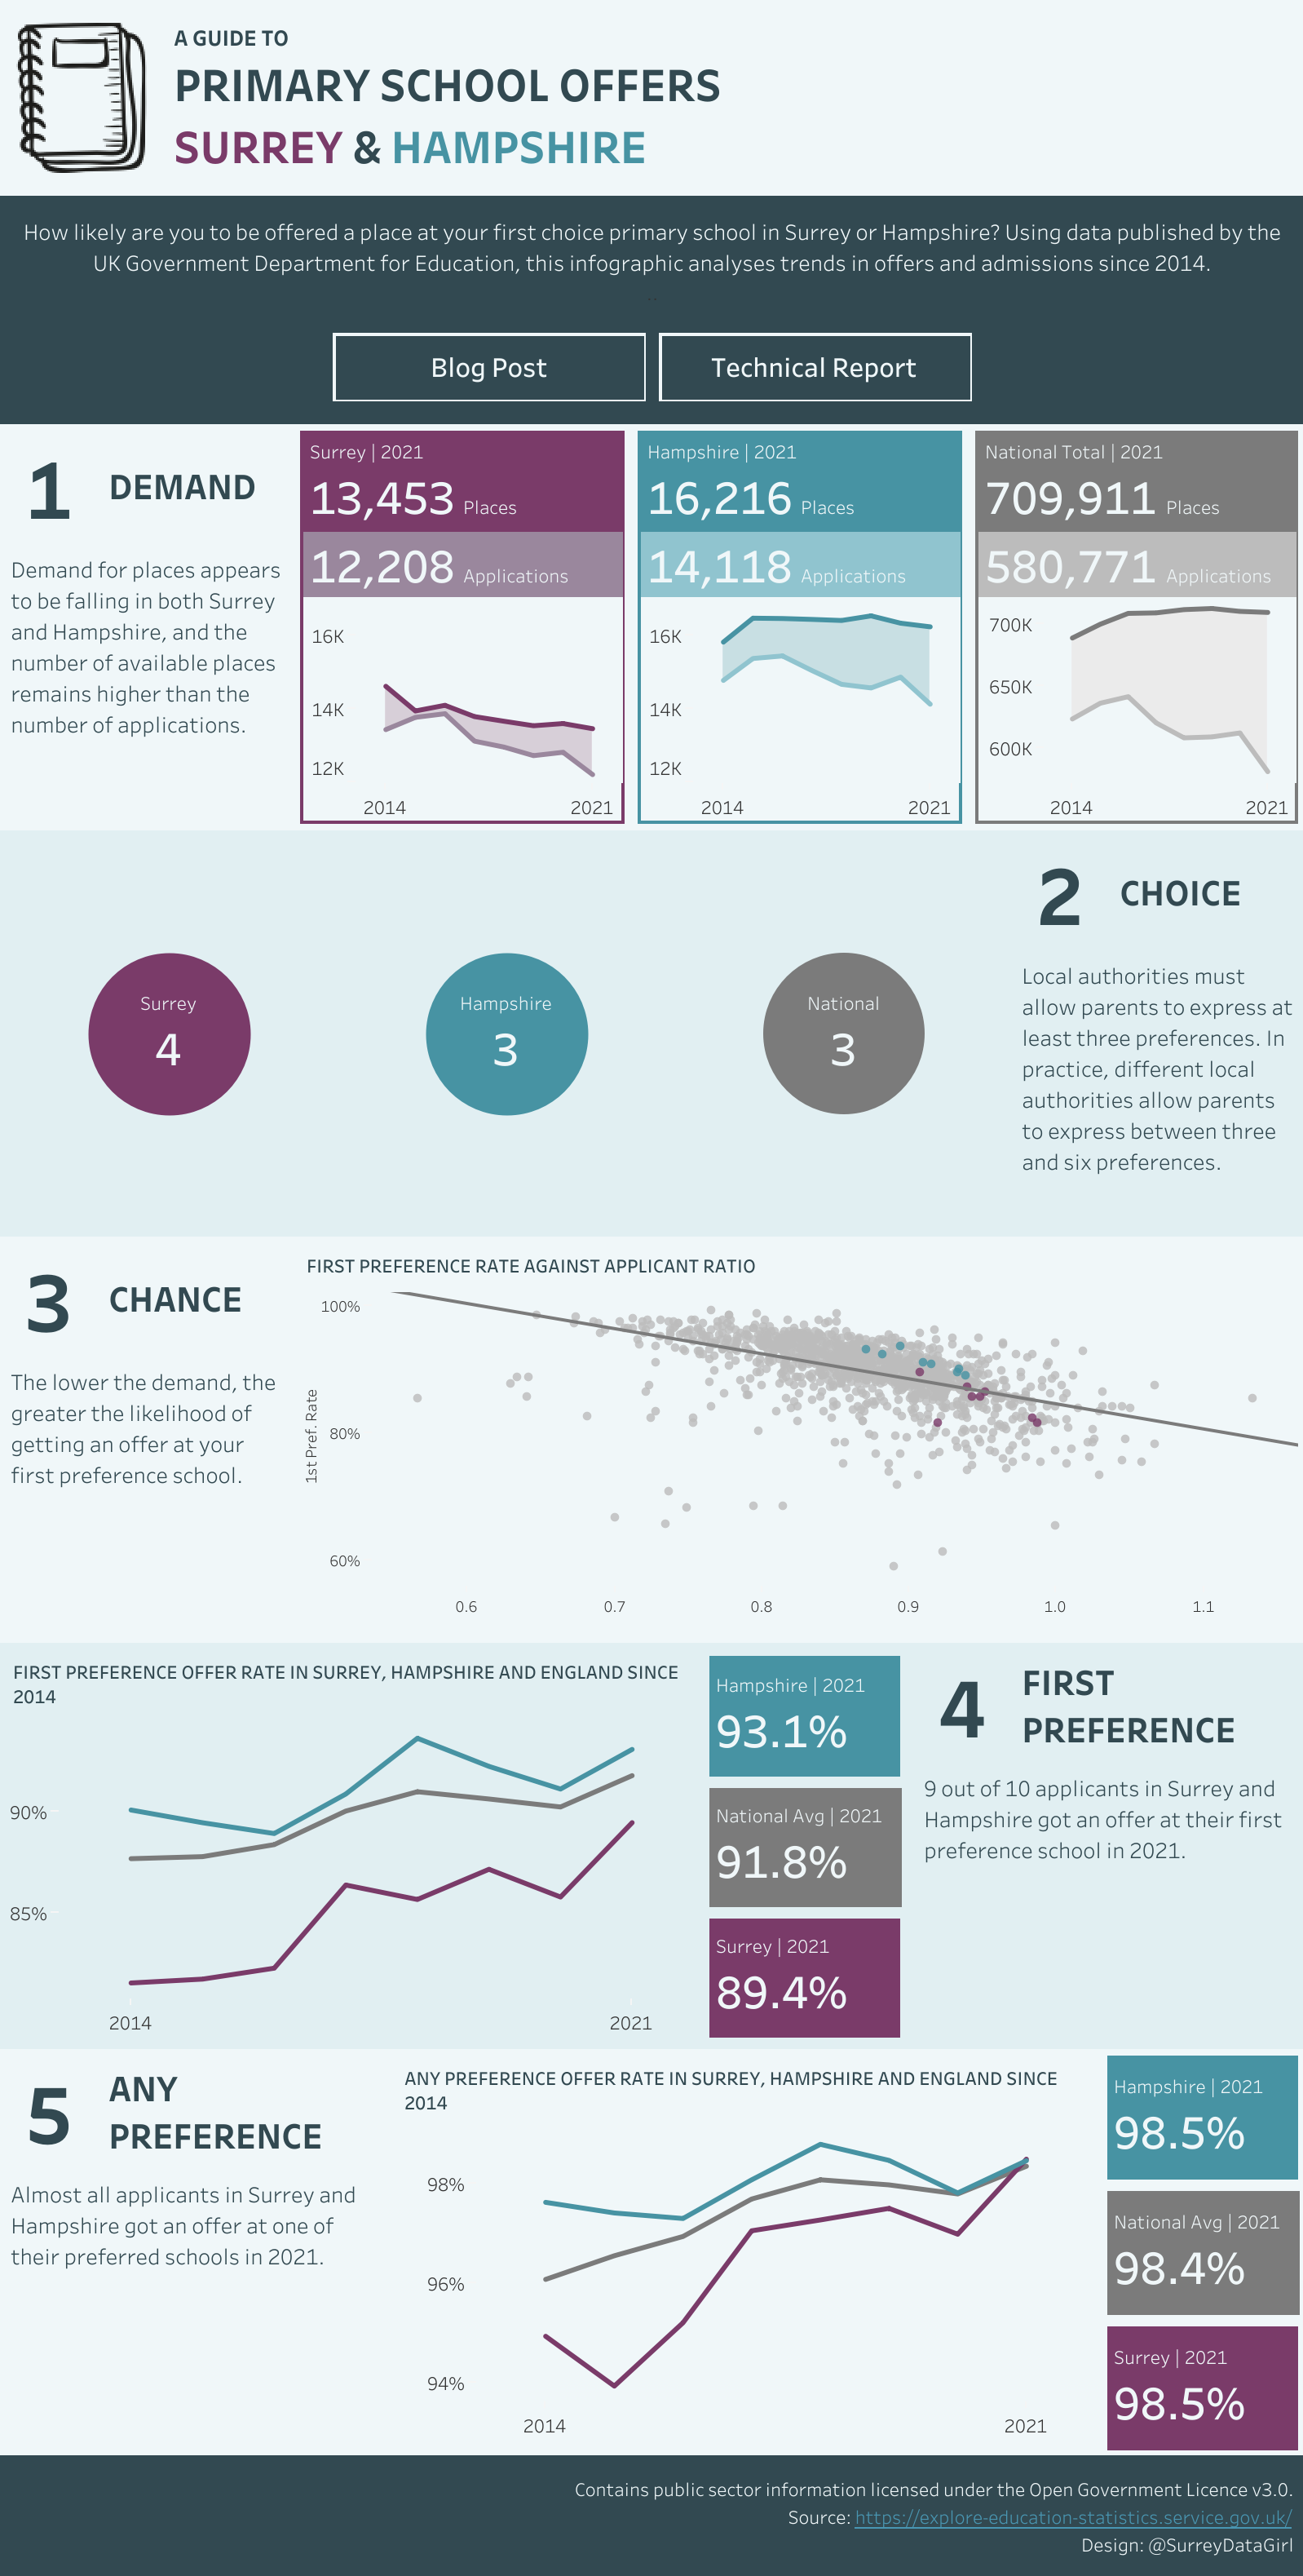 A GUIDE TO
PRIMARY SCHOOL OFFERS
SURREY & HAMPSHIRE
How likely are you to be offered a place at your first choice primary school in Surrey or Hampshire? Using data published by the
UK Government Department for Education, this infographic analyses trends in offers and admissions since 2014.
Blog Post
Technical Report
1 DEMAND
Demand for places appears
to be falling in both Surrey
and Hampshire, and the
number of available places
remains higher than the
number of applications.
Surrey | 2021
13,453 Places
12,208 Applications
16K
14K
12K
2014 2021
Hampshire | 2021
16,216 Places
14,118 Applications
16K
14K
12K
2014 2021
National Total | 2021
709,911 Places
580,771 Applications
700K
650K
600K
2014 2021
Surrey
4
Hampshire
3
National
3
2 CHOICE
Local authorities must
allow parents to express at
least three preferences. In
practice, different local
authorities allow parents
to express between three
and six preferences.
3 CHANCE
The lower the demand, the
greater the likelihood of
getting an offer at your
first preference school.
FIRST PREFERENCE RATE AGAINST APPLICANT RATIO
1st Pref. Rate
100%
80%
60%
0.6 0.7 0.8 0.9 1.0 1.1
FIRST PREFERENCE OFFER RATE IN SURREY, HAMPSHIRE AND ENGLAND SINCE
2014
90%
85%
2014 2021
Hampshire | 2021
93.1%
National Avg | 2021
91.8%
Surrey | 2021
89.4%
4 FIRST
PREFERENCE
9 out of 10 applicants in Surrey and
Hampshire got an offer at their first
preference school in 2021.
5 ANY
PREFERENCE
Almost all applicants in Surrey and
Hampshire got an offer at one of
their preferred schools in 2021.
ANY PREFERENCE OFFER RATE IN SURREY, HAMPSHIRE AND ENGLAND SINCE
2014
98%
96%
94%
2014 2021
Hampshire | 2021
98.5%
National Avg | 2021
98.4%
Surrey | 2021
98.5%
Contains public sector information licensed under the Open Government Licence v3.0.
Source: https://explore-education-statistics.service.gov.uk/
Design: @SurreyDataGirl